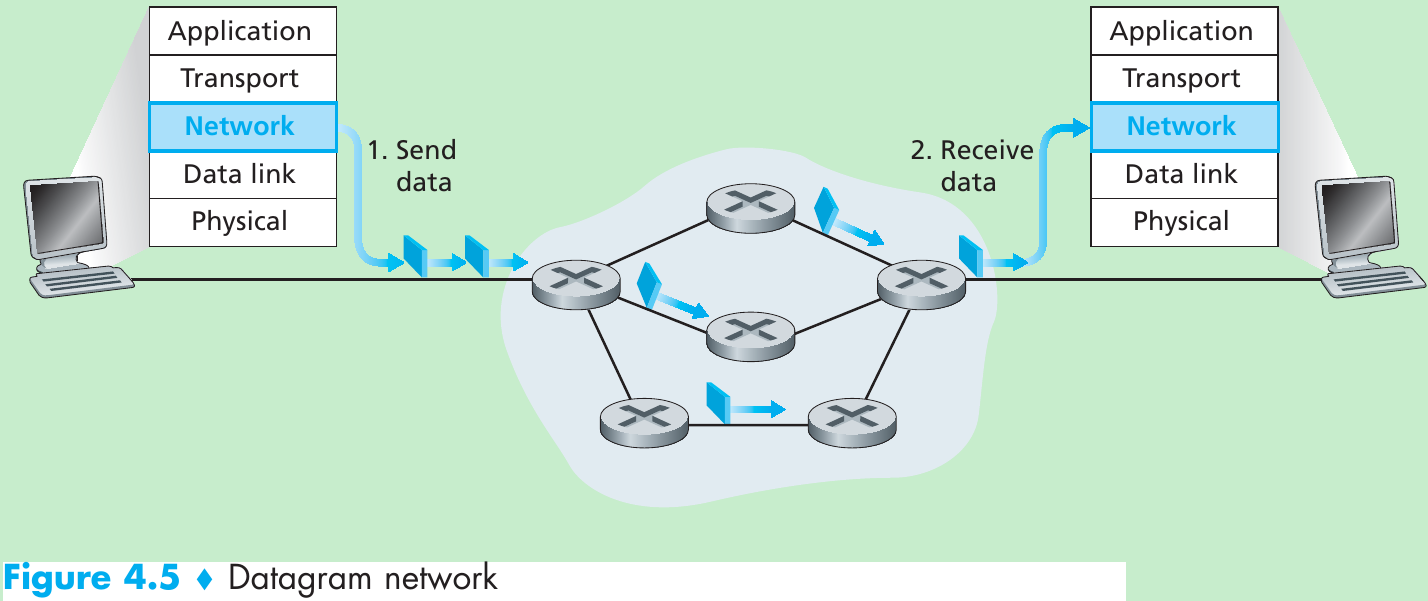 Application
Transport
Network
Data link
Physical
1. Send
data
2. Receive
data
Application
Transport
Network
Data link
Physical
Figure 4.5 ♦ Datagram network